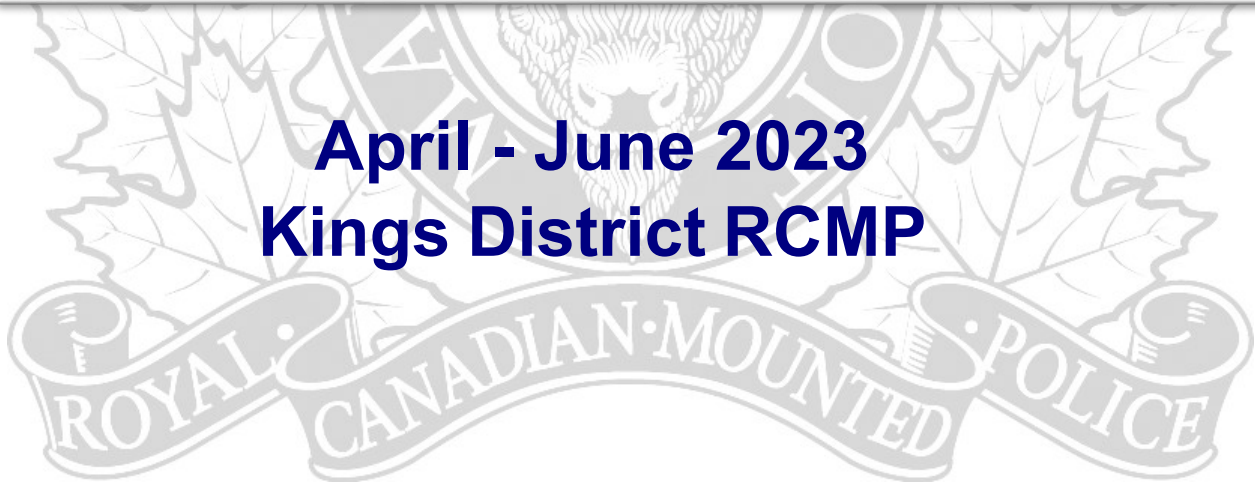 April - June 2023
Kings District RCMP
ROYAL· CANADIAN·MOUNTED ·POLICE